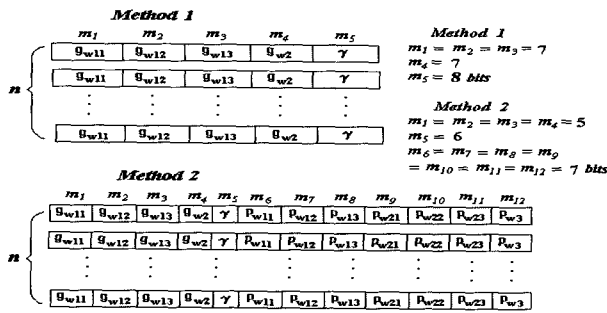 Method 1
m1 m2 m3 m4 m5
gw11 gw12 gw13 gw2 γ
gw11 gw12 gw13 gw2 γ
n
gw11 gw12 gw13 gw2 γ
Method 1
m1 = m2 = m3 = 7
m4 = 7
m5 = 8 bits
Method 2
m1 = m2 = m3 = m4 = 5
m5 = 6
m6 = m7 = m8 = m9
= m10 = m11 = m12 = 7 bits
Method 2
m1 m2 m3 m4 m5 m6 m7 m8 m9 m10 m11 m12
gw11 gw12 gw13 gw2 γ pw11 pw12 pw13 pw21 pw22 pw23 pw3
gw11 gw12 gw13 gw2 γ pw11 pw12 pw13 pw21 pw22 pw23 pw3
n
gw11 gw12 gw13 gw2 γ pw11 pw12 pw13 pw21 pw22 pw23 pw3